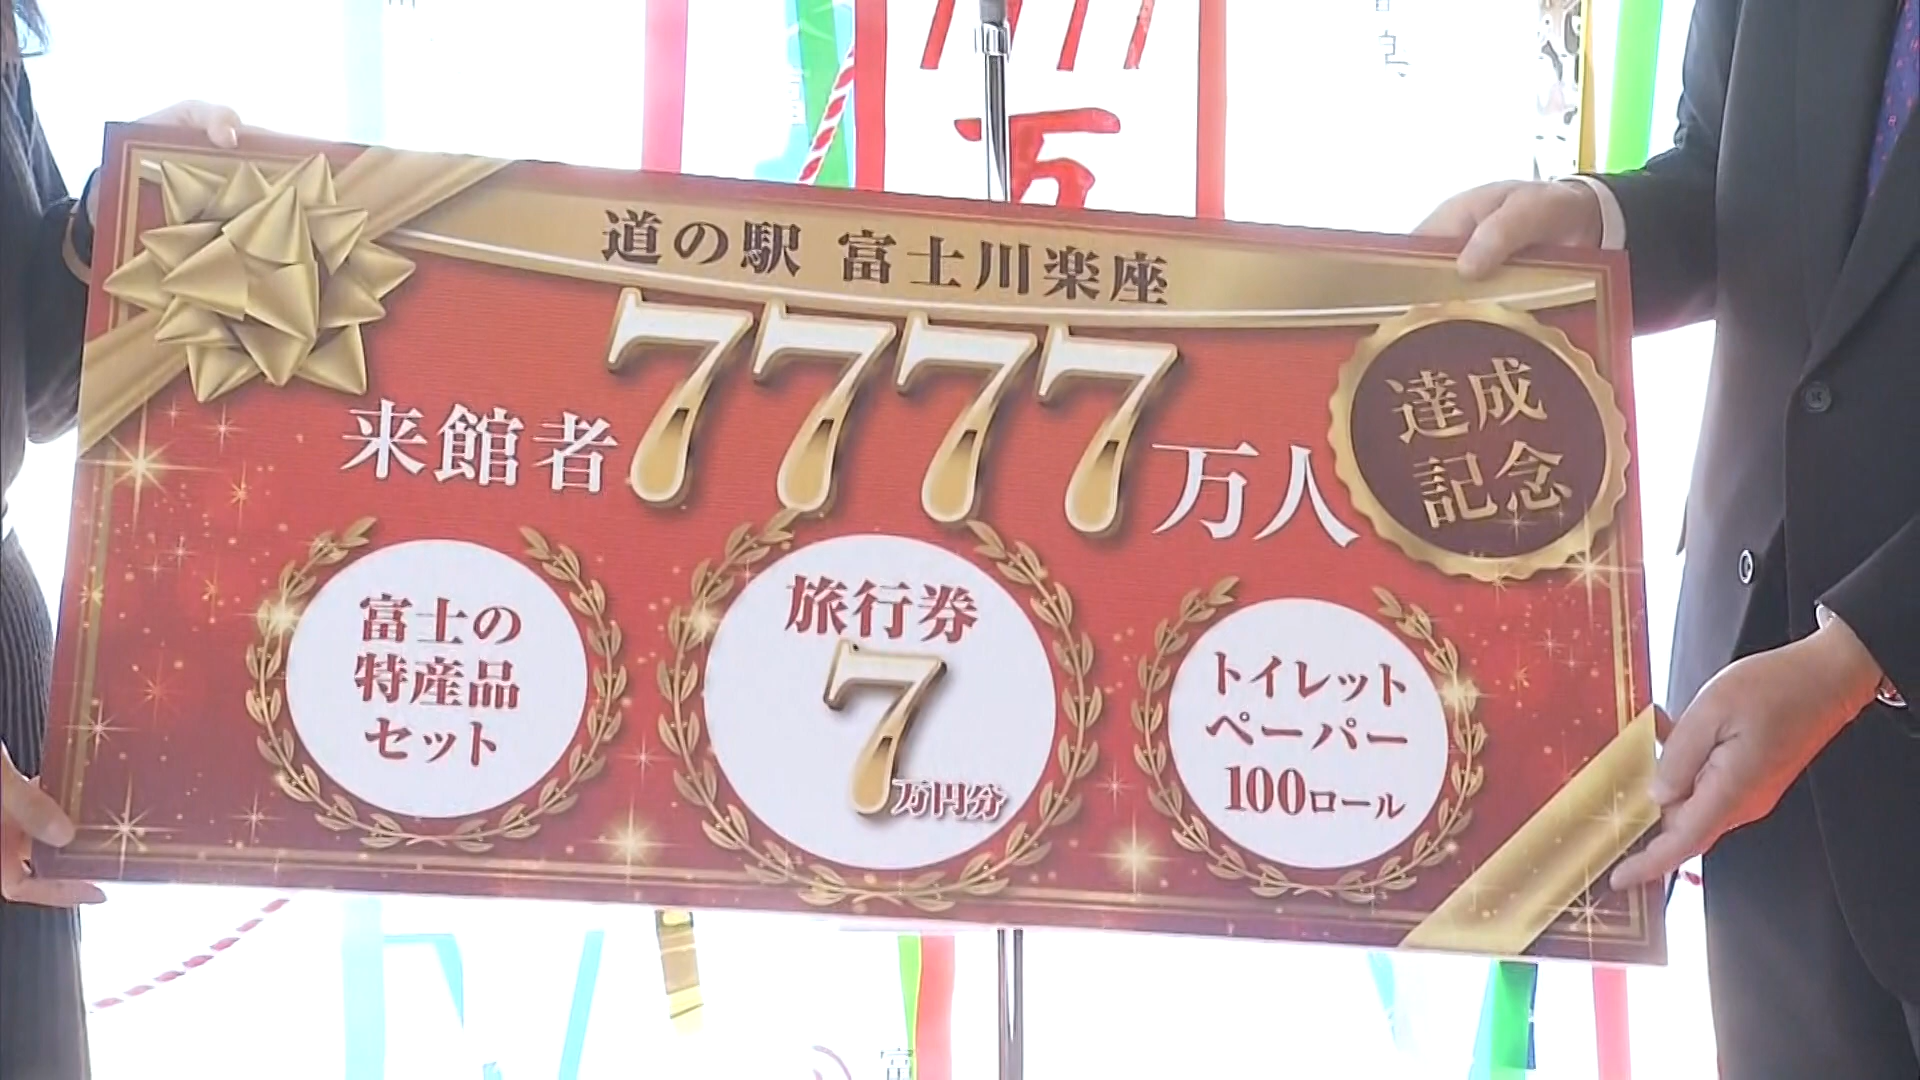 777
万
道の駅 富士川楽座
来館者7777万人
達成
記念
富士の
特産品
セット
旅行券
7
万円分
トイレット
ペーパー
100ロール